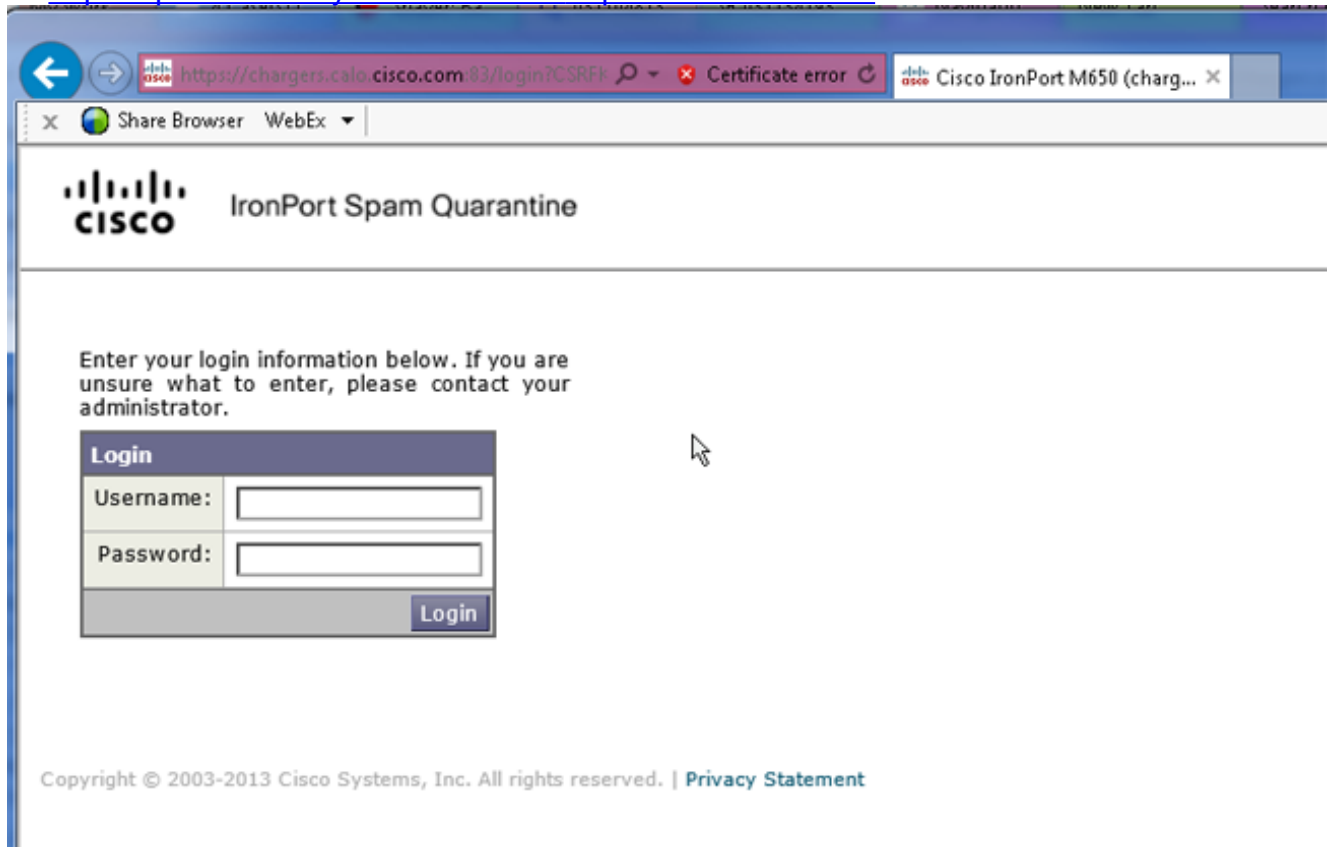 https://chargers.calo.cisco.com:83/login?CSRFK
Certificate error
Cisco IronPort M650 (charg...
x Share Browser WebEx
CISCO
IronPort Spam Quarantine
Enter your login information below. If you are
unsure what to enter, please contact your
administrator.
Login
Username:
Password:
Login
Copyright © 2003-2013 Cisco Systems, Inc. All rights reserved. | Privacy Statement